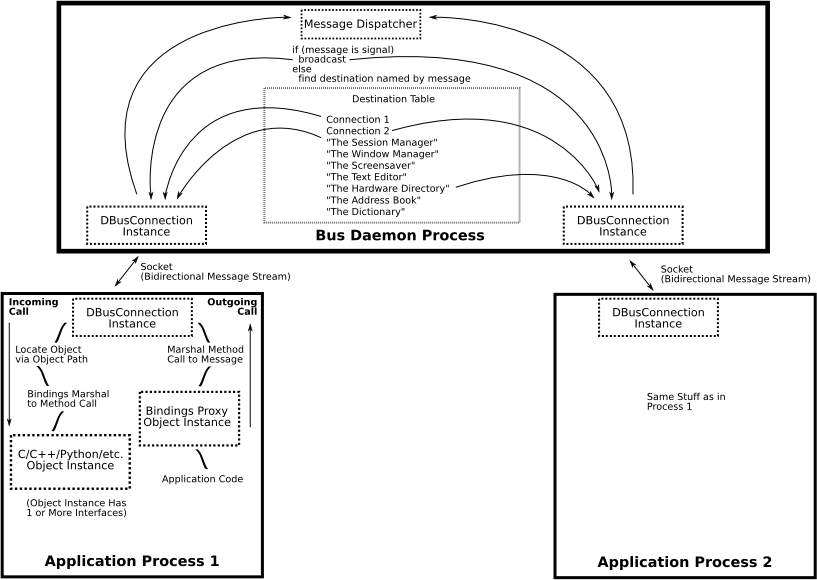 Message Dispatcher
if (message is signal)
broadcast
else
find destination named by message
Destination Table
Connection 1
Connection 2
"The Session Manager"
"The Window Manager"
"The Screensaver"
"The Text Editor"
"The Hardware Directory"
"The Address Book"
"The Dictionary"
DBusConnection
Instance
DBusConnection
Instance
Bus Daemon Process
Socket
(Bidirectional Message Stream)
Socket
(Bidirectional Message Stream)
Incoming
Call
DBusConnection
Instance
Outgoing
Call
Locate Object
via Object Path
Marshal Method
Call to Message
Bindings Marshal
to Method Call
Bindings Proxy
Object Instance
C/C++/Python/etc.
Object Instance
Application Code
(Object Instance Has
1 or More Interfaces)
Application Process 1
DBusConnection
Instance
Same Stuff as in
Process 1
Application Process 2